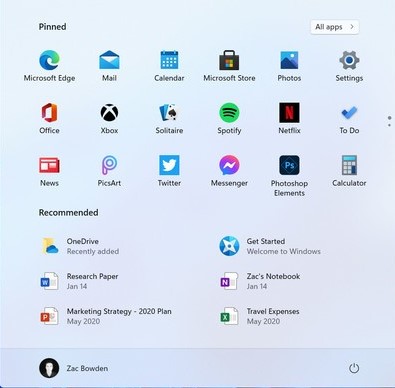 Pinned
All apps
Microsoft Edge
Mail
Calendar
Microsoft Store
Photos
Settings
Office
Xbox
Solitaire
Spotify
Netflix
To Do
News
PicsArt
Twitter
Messenger
Photoshop
Elements
Calculator
Ps
Recommended
OneDrive
Recently added
Get Started
Welcome to Windows
W
Research Paper
Jan 14
N
Zac's Notebook
Jan 14
P
Marketing Strategy - 2020 Plan
May 2020
X
Travel Expenses
May 2020
Zac Bowden